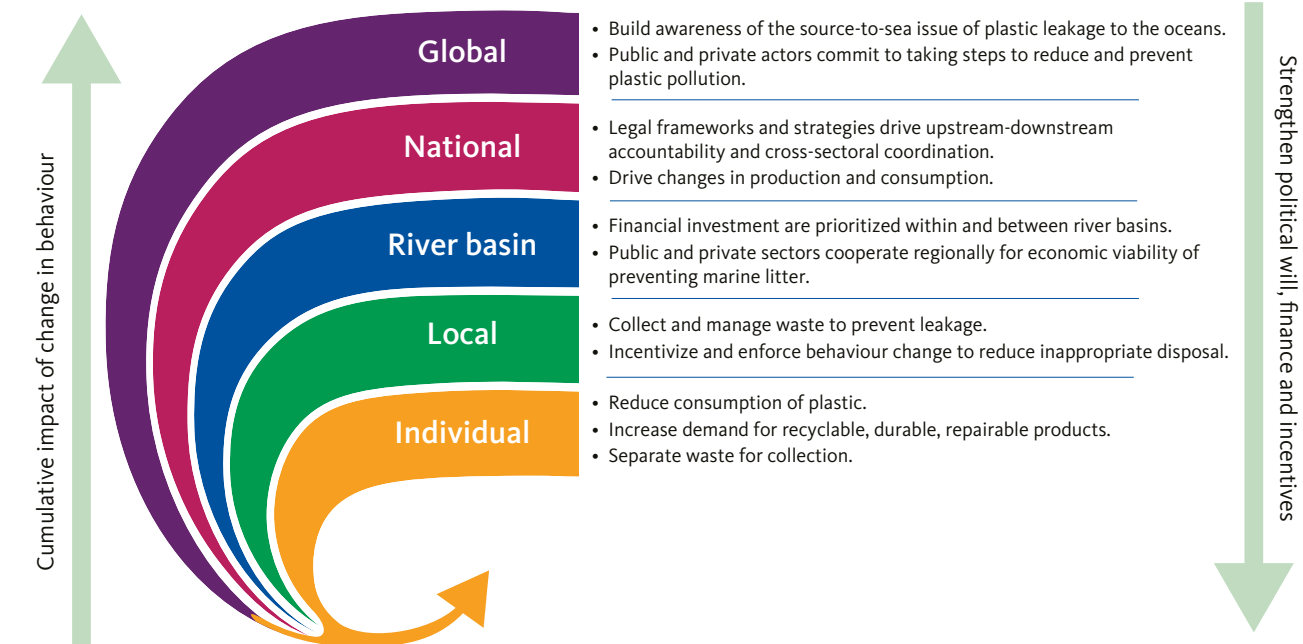 Cumulative impact of change in behaviour
Global
• Build awareness of the source-to-sea issue of plastic leakage to the oceans.
• Public and private actors commit to taking steps to reduce and prevent
plastic pollution.
National
• Legal frameworks and strategies drive upstream-downstream
accountability and cross-sectoral coordination.
• Drive changes in production and consumption.
River basin
• Financial investment are prioritized within and between river basins.
• Public and private sectors cooperate regionally for economic viability of
preventing marine litter.
Local
• Collect and manage waste to prevent leakage.
• Incentivize and enforce behaviour change to reduce inappropriate disposal.
Individual
• Reduce consumption of plastic.
• Increase demand for recyclable, durable, repairable products.
• Separate waste for collection.
Strengthen political will, finance and incentives